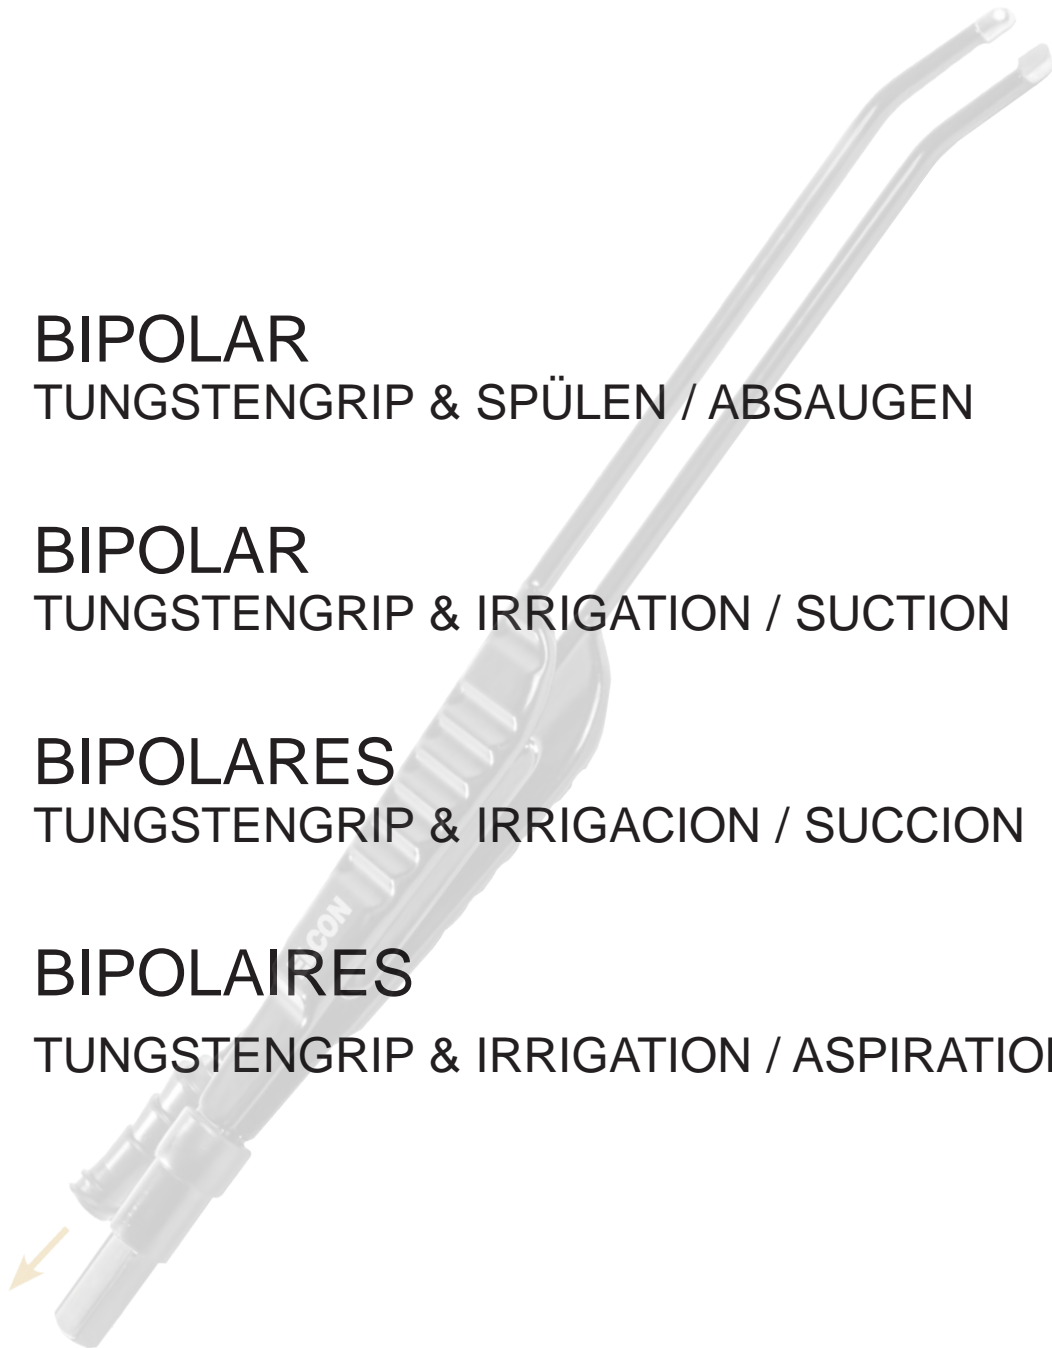 BIPOLAR
TUNGSTENGRIP & SPÜLEN / ABSAUGEN
BIPOLAR
TUNGSTENGRIP & IRRIGATION / SUCTION
BIPOLARES
TUNGSTENGRIP & IRRIGACION / SUCCION
BIPOLAIRES
TUNGSTENGRIP & IRRIGATION /